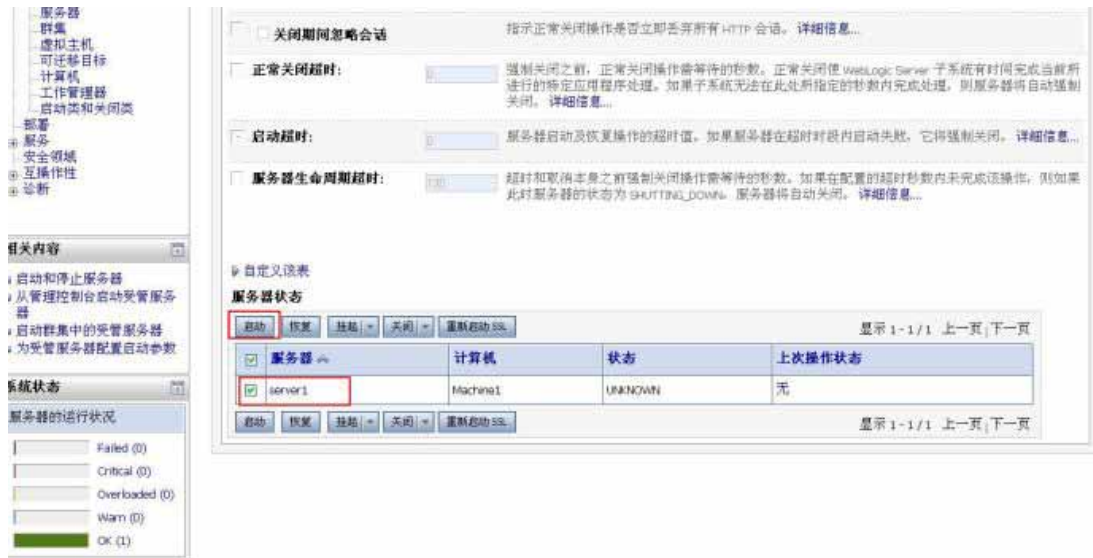 服务器
群集
虚拟主机
可迁移目标
计算机
工作管理器
启动类和关闭类
部署
服务
安全领域
互操作性
诊断
相关内容
启动和停止服务器
从管理控制台启动受管服务
器
启动群集中的受管服务器
为受管服务器配置启动参数
系统状态
服务器的运行状况
Failed (0)
Critical (0)
Overloaded (0)
Warn (0)
OK (1)
关闭期间忽略会话
指示正常关闭操作是否立即丢弃所有 HTTP 会话。 详细信息...
正常关闭超时:
0
强制关闭之前，正常关闭操作需等待的秒数。正常关闭使 WebLogic Server 子系统有时间完成当前所
进行的特定应用程序处理。如果子系统无法在此处所指定的秒数内完成处理，则服务器将自动强制
关闭。 详细信息...
启动超时:
0
服务器启动及恢复操作的超时值。如果服务器在超时时段内启动失败，它将强制关闭。 详细信息...
服务器生命周期超时:
超时和取消本身之前强制关闭操作需等待的秒数。如果在配置的超时秒数内未完成该操作，则如果
此时服务器的状态为 SHUTTING_DOWN，服务器将自动关闭。 详细信息...
自定义该表
服务器状态
启动 恢复 挂起 关闭 重新启动 SSL
显示 1 - 1 / 1 上一页 | 下一页
服务器 计算机 状态 上次操作状态
server1 Machine1 UNKNOWN 无
启动 恢复 挂起 关闭 重新启动 SSL
显示 1 - 1 / 1 上一页 | 下一页